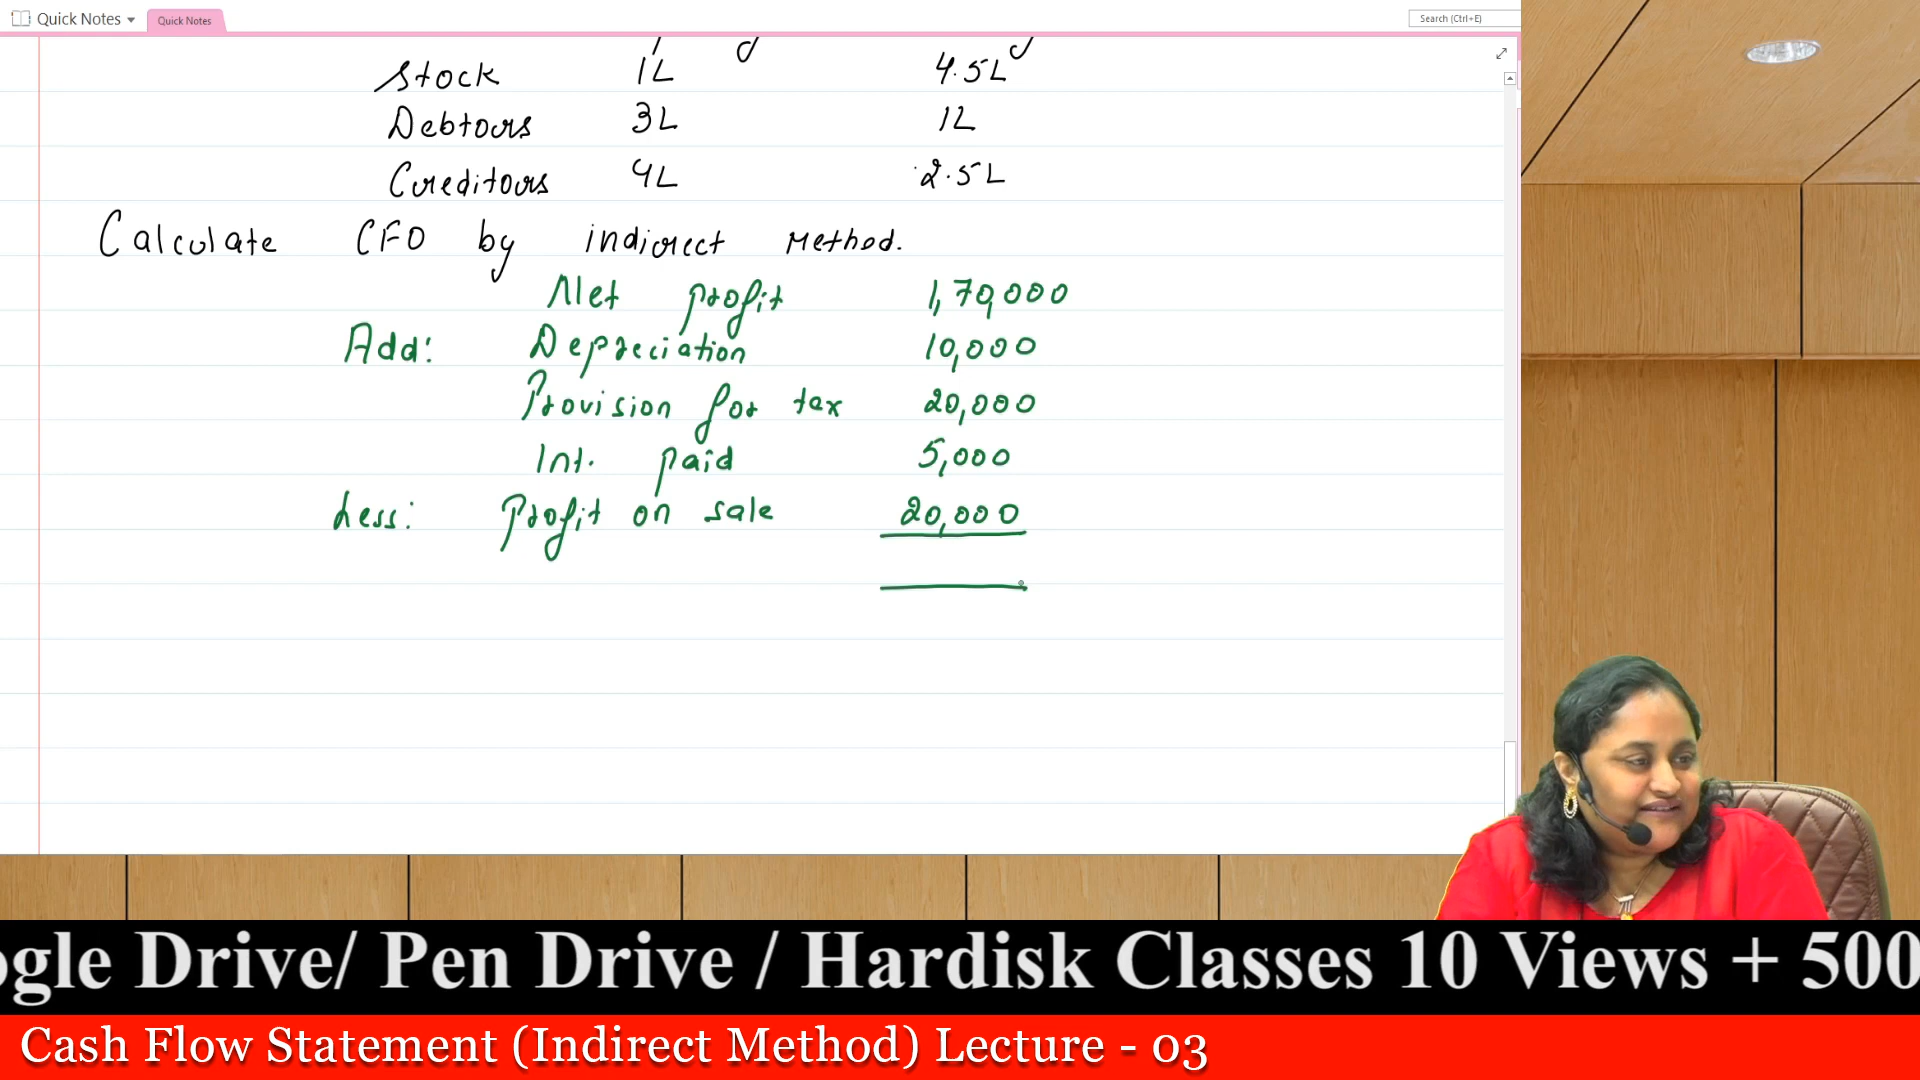 Quick Notes
Quick Notes
Search (Ctrl+E)
Stock 1L 4.5L
Debtors 3L 1L
Creditors 4L 2.5L
Calculate CFO by indirect Method.
Net profit 1,70,000
Add: Depreciation 10,000
Provision for tax 20,000
Int. paid 5,000
Less: Profit on sale 20,000
ogle Drive/ Pen Drive / Hardisk Classes 10 Views + 500
Cash Flow Statement (Indirect Method) Lecture - 03